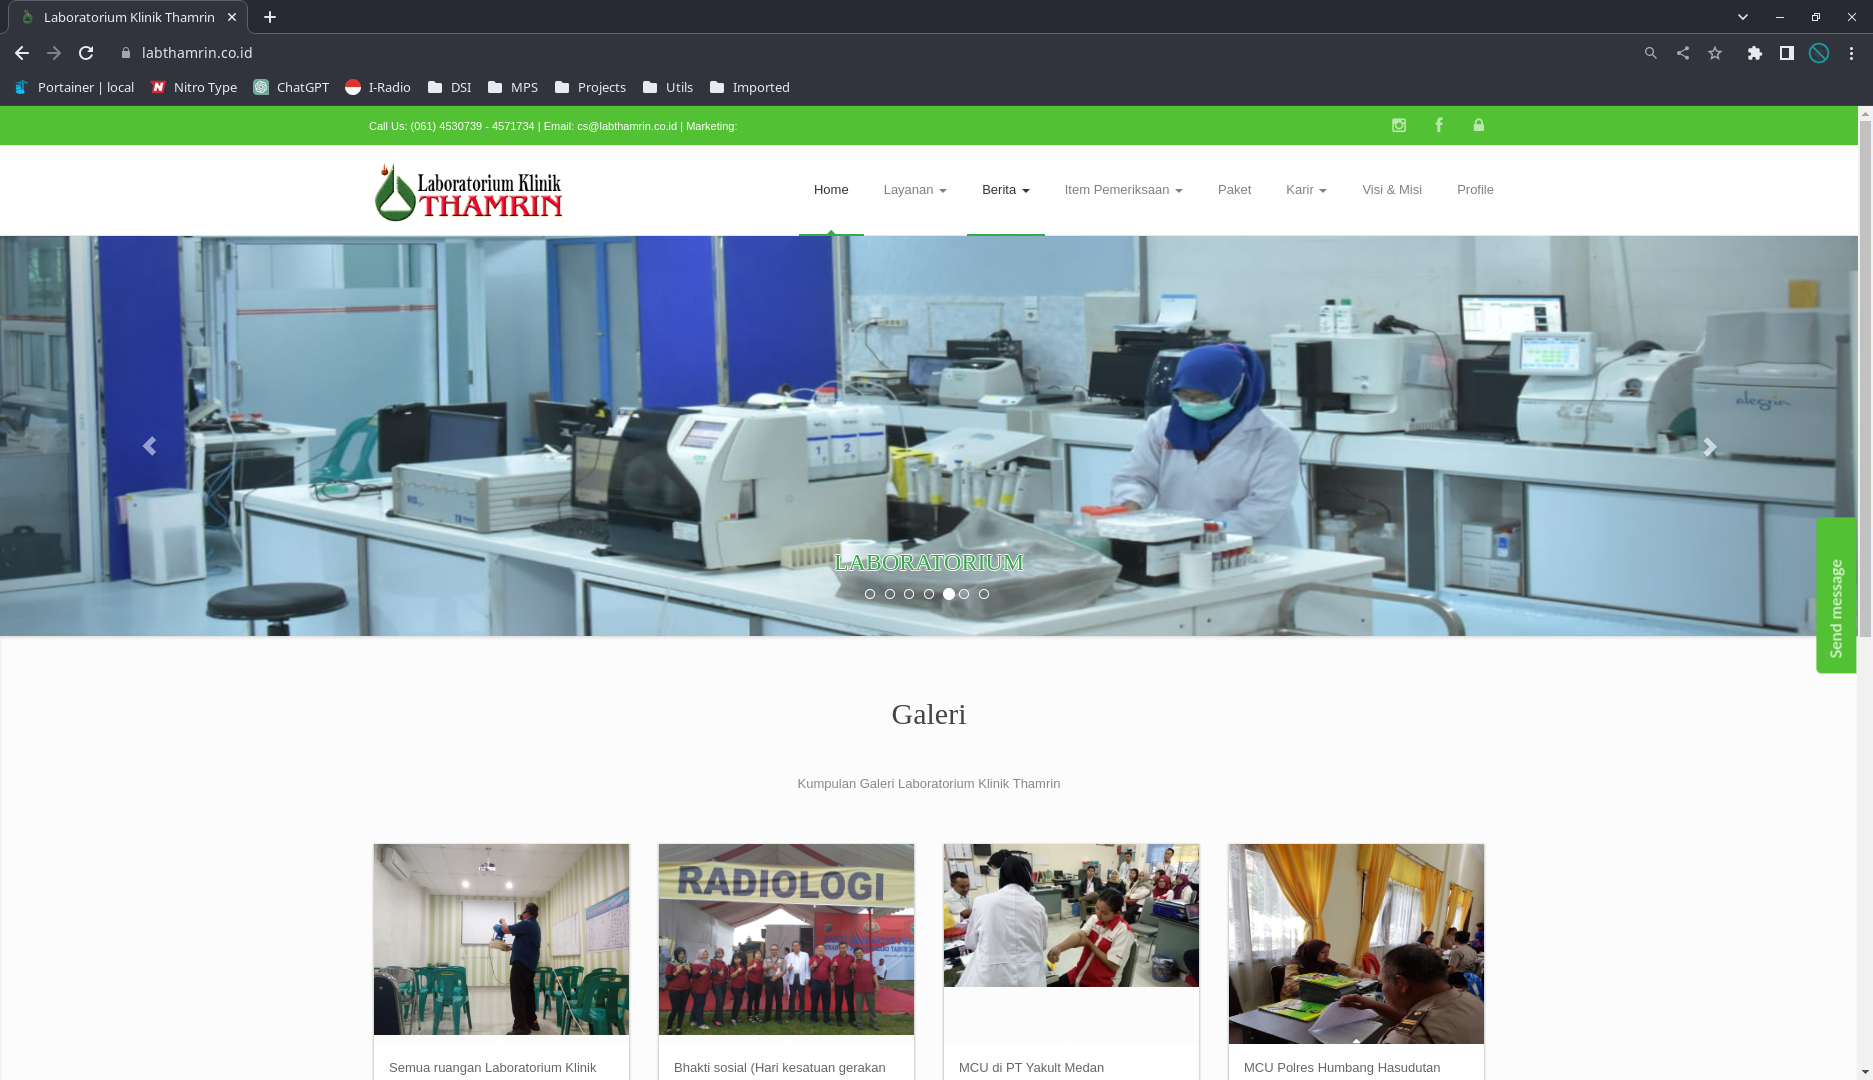 Laboratorium Klinik Thamrin
labthamrin.co.id
Portainer | local
Nitro Type
ChatGPT
I-Radio
DSI
MPS
Projects
Utils
Imported
Call Us: (061) 4530739 - 4571734 | Email: cs@labthamrin.co.id | Marketing:
Laboratorium Klinik
THAMRIN
Home
Layanan
Berita
Item Pemeriksaan
Paket
Karir
Visi & Misi
Profile
alegria
LABORATORIUM
Send message
Galeri
Kumpulan Galeri Laboratorium Klinik Thamrin
RADIOLOGI
Semua ruangan Laboratorium Klinik
Bhakti sosial (Hari kesatuan gerakan
MCU di PT Yakult Medan
MCU Polres Humbang Hasudutan